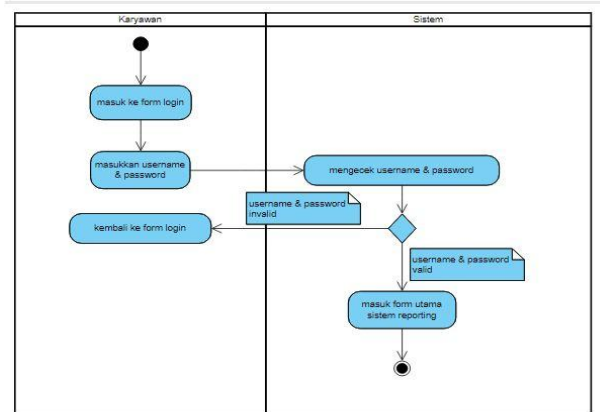 Karyawan
Sistem
masuk ke form login
masukkan username
& password
mengecek username & password
username & password
invalid
kembali ke form login
username & password
valid
masuk form utama
sistem reporting